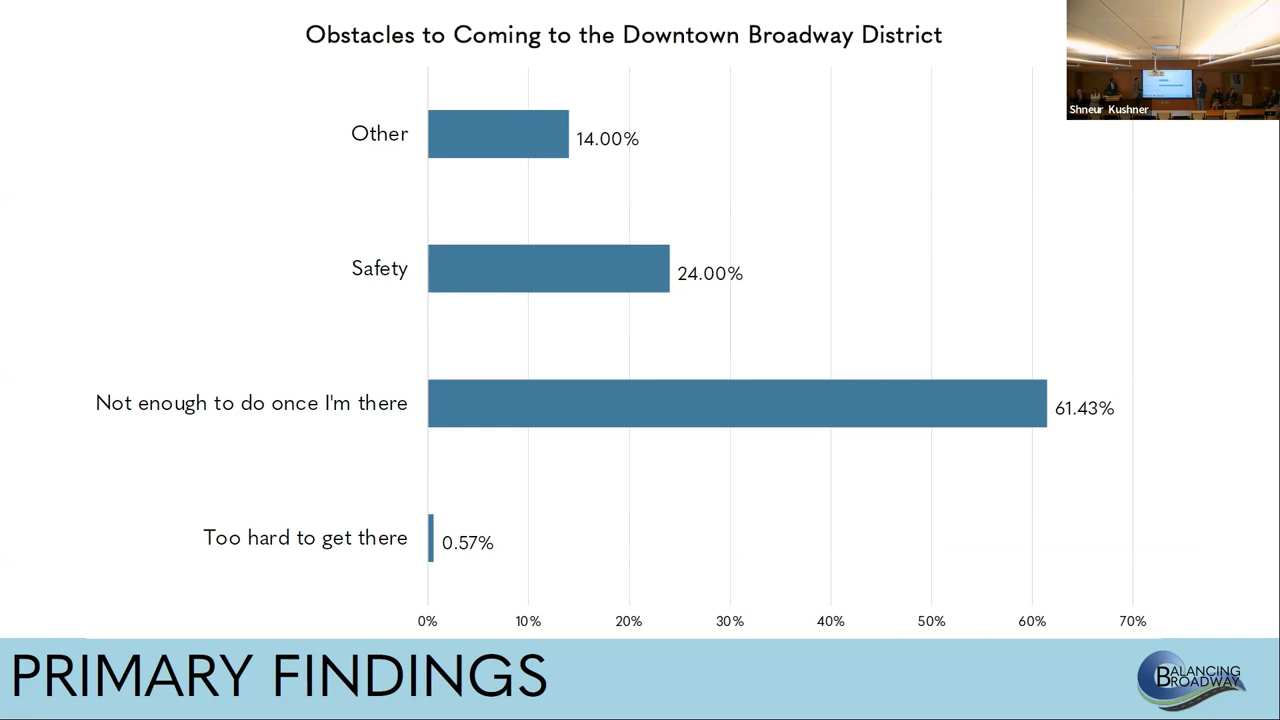 Obstacles to Coming to the Downtown Broadway District
Shneur Kushner
Other
14.00%
Safety
24.00%
Not enough to do once I'm there
61.43%
Too hard to get there
0.57%
0% 10% 20% 30% 40% 50% 60% 70%
PRIMARY FINDINGS
BALANCING
BROADWAY